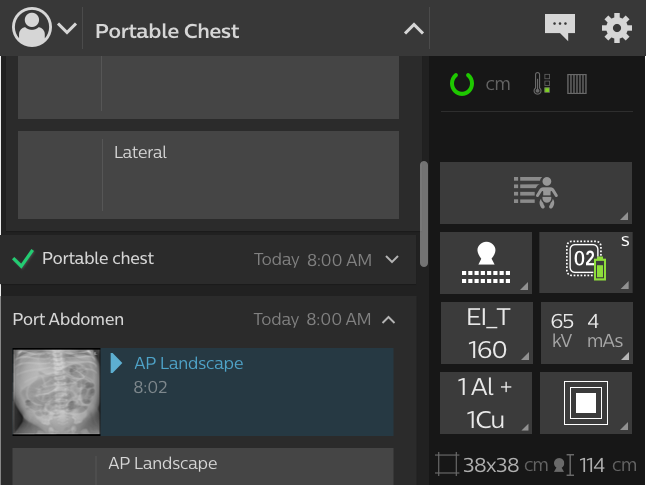 Portable Chest
cm
Lateral
Portable chest Today 8:00 AM
02 S
Port Abdomen Today 8:00 AM
EI_T
160
65 4
kV mAs
AP Landscape
8:02
1 Al +
1Cu
AP Landscape
38x38 cm 114 cm